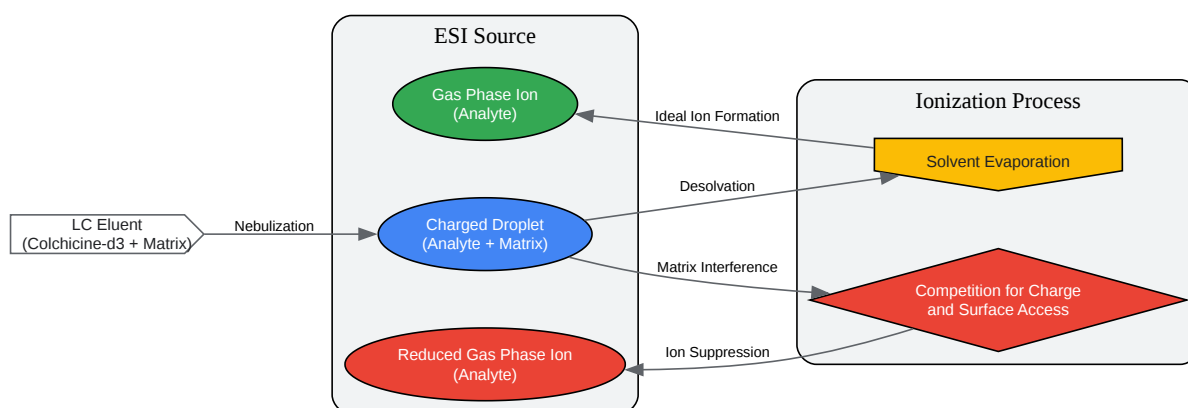 ESI Source
Gas Phase Ion
(Analyte)
Ideal Ion Formation
Ionization Process
Solvent Evaporation
Desolvation
LC Eluent
(Colchicine-d3 + Matrix)
Nebulization
Charged Droplet
(Analyte + Matrix)
Matrix Interference
Competition for Charge
and Surface Access
Ion Suppression
Reduced Gas Phase Ion
(Analyte)